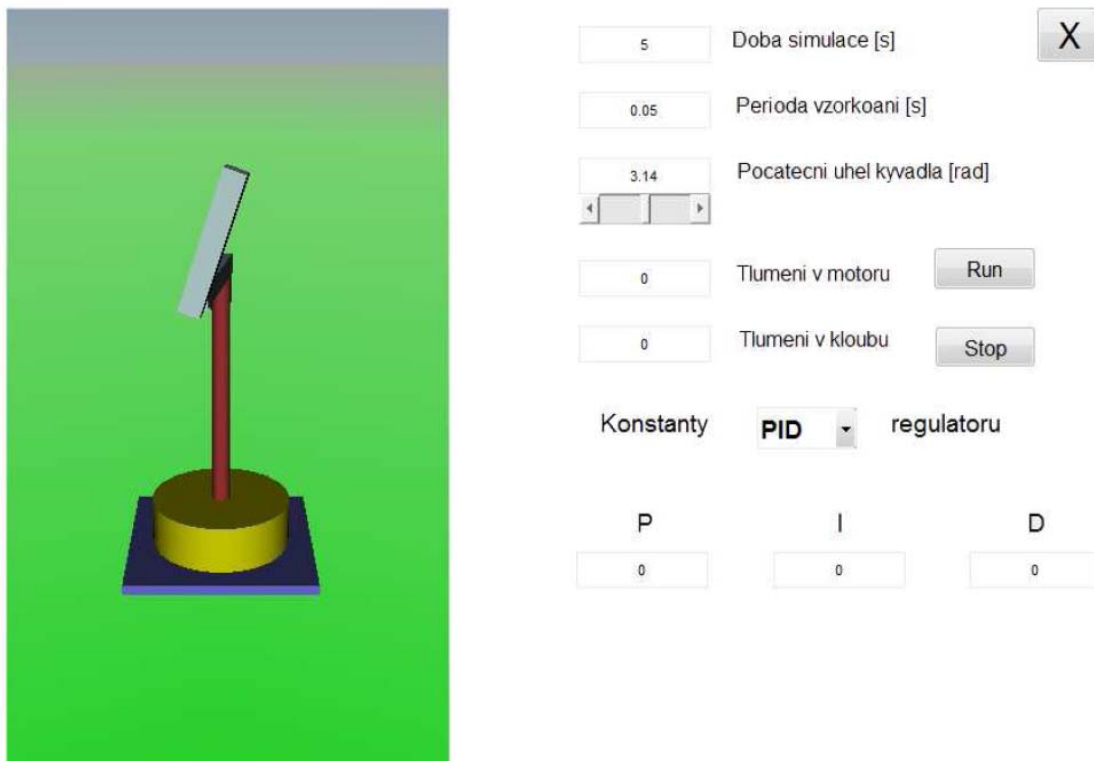 5 Doba simulace [s] X
0.05 Perioda vzorkoani [s]
3.14 Pocatecni uhel kyvadla [rad]
0 Tlumeni v motoru Run
0 Tlumeni v kloubu Stop
Konstanty PID regulatoru
P I D
0 0 0